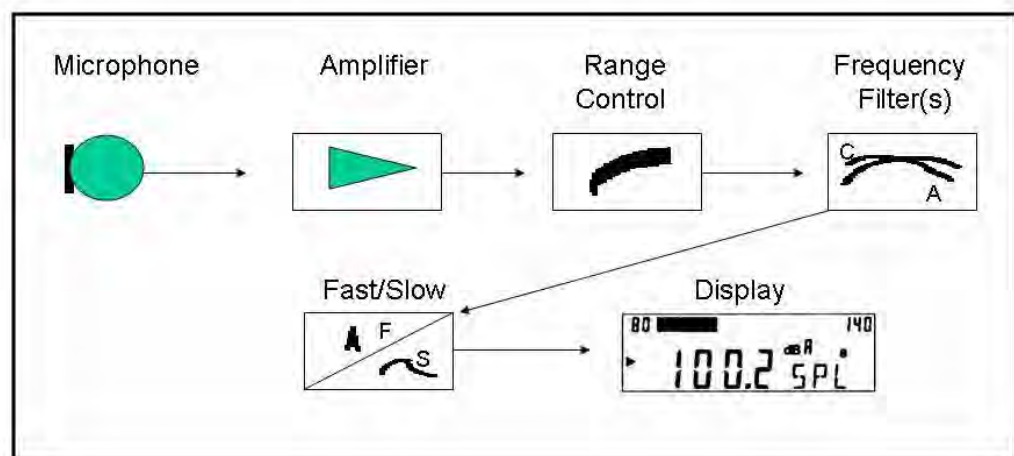 Microphone
Amplifier
Range
Control
Frequency
Filter(s)
C
A
Fast/Slow
F
S
Display
80
140
100.2
dBA
SPL